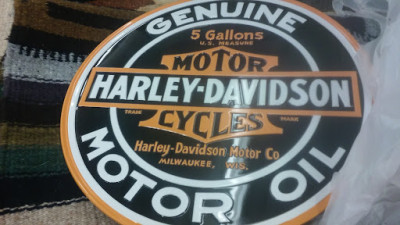 GENUINE
5 Gallons
U.S. MEASURE
MOTOR
HARLEY-DAVIDSON
TRADE MARK
CYCLES
Harley-Davidson Motor Co
MILWAUKEE, WIS.
MOTOR OIL